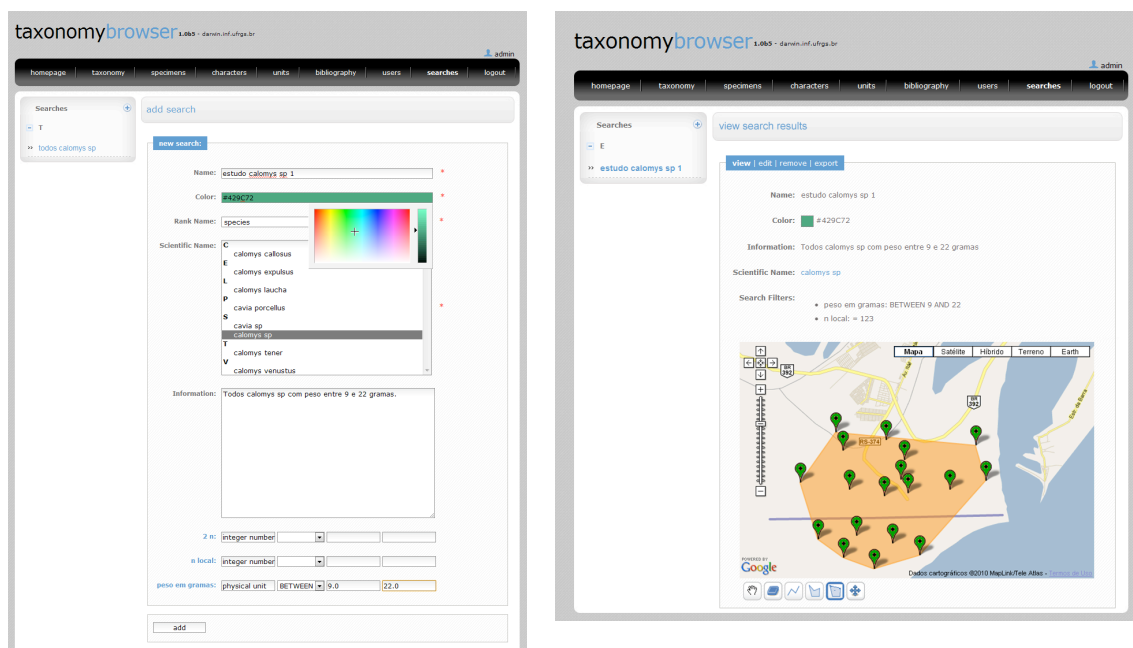 taxonomybrowser 1.0b5 - darwin.inf.ufrgs.br
admin
homepage taxonomy specimens characters units bibliography users searches logout
Searches
T
›› todos calomys sp
add search
new search:
Name: estudo calomys sp 1 *
Color: #429C72 *
Rank Name: species *
Scientific Name: C
calomys callosus
E
calomys expulsus
L
calomys laucha
P
cavia porcellus *
S
cavia sp
calomys sp
T
calomys tener
V
calomys venustus
Information: Todos calomys sp com peso entre 9 e 22 gramas.
2 n: integer number
n local: integer number
peso em gramas: physical unit BETWEEN 9.0 22.0
add
taxonomybrowser 1.0b5 - darwin.inf.ufrgs.br
admin
homepage taxonomy specimens characters units bibliography users searches logout
Searches
E
›› estudo calomys sp 1
view search results
view | edit | remove | export
Name: estudo calomys sp 1
Color: #429C72
Information: Todos calomys sp com peso entre 9 e 22 gramas
Scientific Name: calomys sp
Search Filters:
• peso em gramas: BETWEEN 9 AND 22
• n local: = 123
Mapa Satélite Híbrido Terreno Earth
BR 392
BR 392
RS-374
POWERED BY
Google
Dados cartográficos ©2010 MapLink/Tele Atlas - Termos de Uso